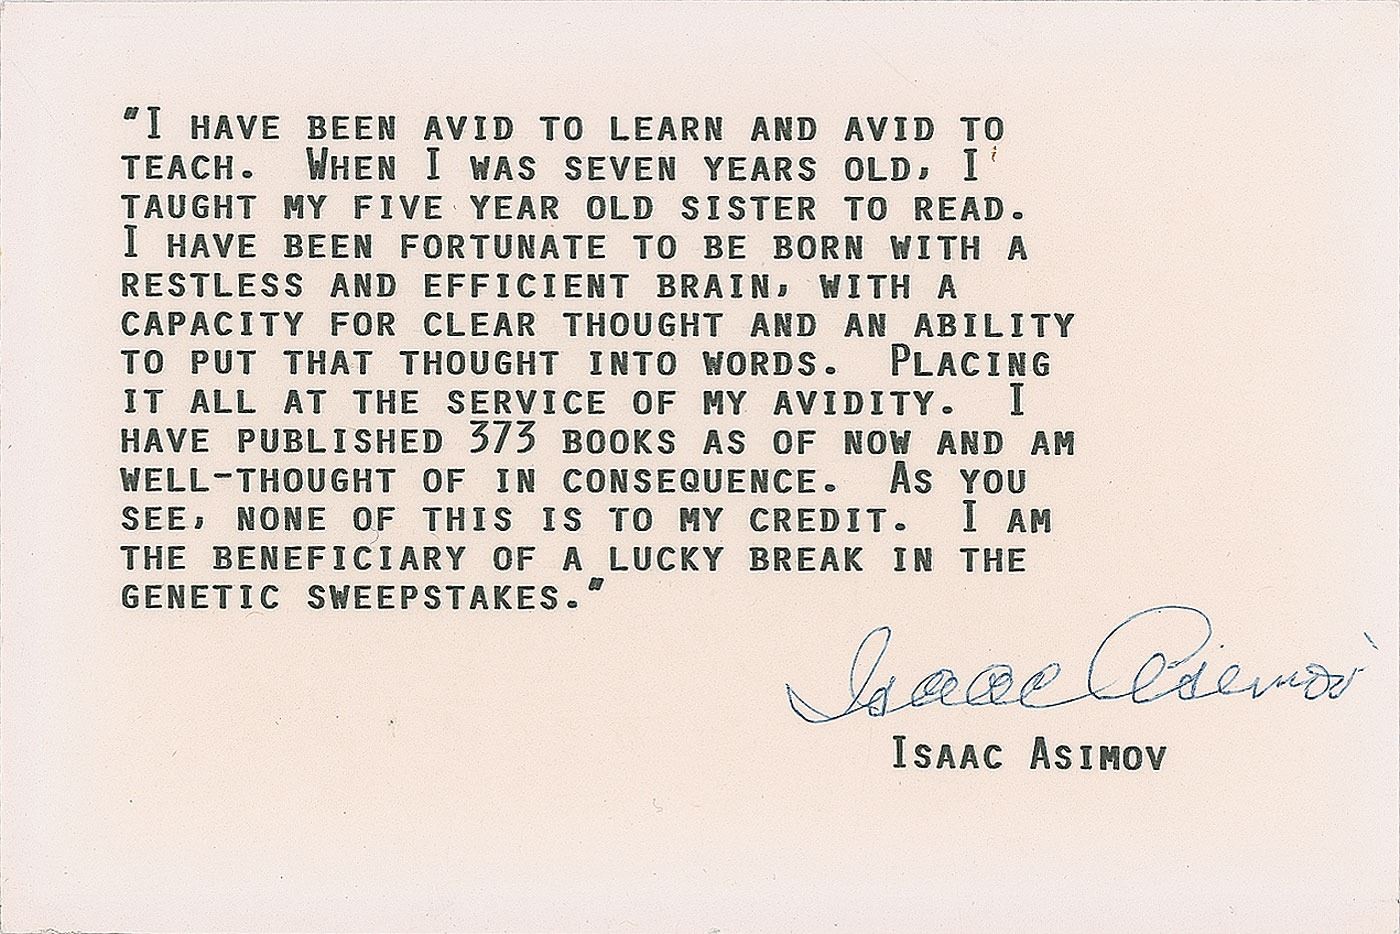 "I HAVE BEEN AVID TO LEARN AND AVID TO
TEACH.  WHEN I WAS SEVEN YEARS OLD, I
TAUGHT MY FIVE YEAR OLD SISTER TO READ.
I HAVE BEEN FORTUNATE TO BE BORN WITH A
RESTLESS AND EFFICIENT BRAIN, WITH A
CAPACITY FOR CLEAR THOUGHT AND AN ABILITY
TO PUT THAT THOUGHT INTO WORDS.  PLACING
IT ALL AT THE SERVICE OF MY AVIDITY.  I
HAVE PUBLISHED 373 BOOKS AS OF NOW AND AM
WELL-THOUGHT OF IN CONSEQUENCE.  AS YOU
SEE, NONE OF THIS IS TO MY CREDIT.  I AM
THE BENEFICIARY OF A LUCKY BREAK IN THE
GENETIC SWEEPSTAKES."
Isaac Asimov
ISAAC ASIMOV